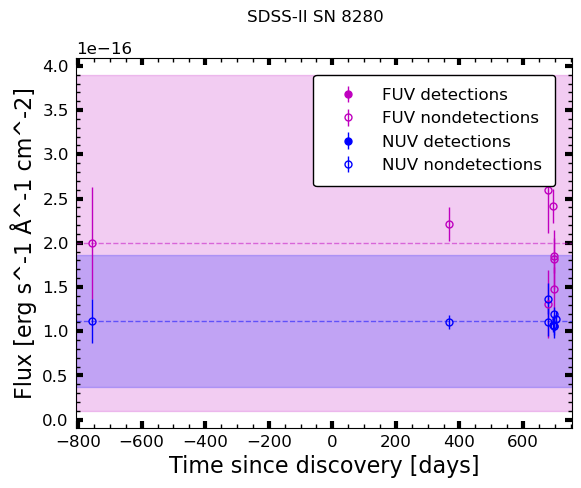 SDSS-II SN 8280
1e−16
FUV detections
FUV nondetections
NUV detections
NUV nondetections
4.0
3.5
3.0
2.5
2.0
1.5
1.0
0.5
0.0
Flux [erg s^-1 Å^-1 cm^-2]
−800 −600 −400 −200 0 200 400 600
Time since discovery [days]